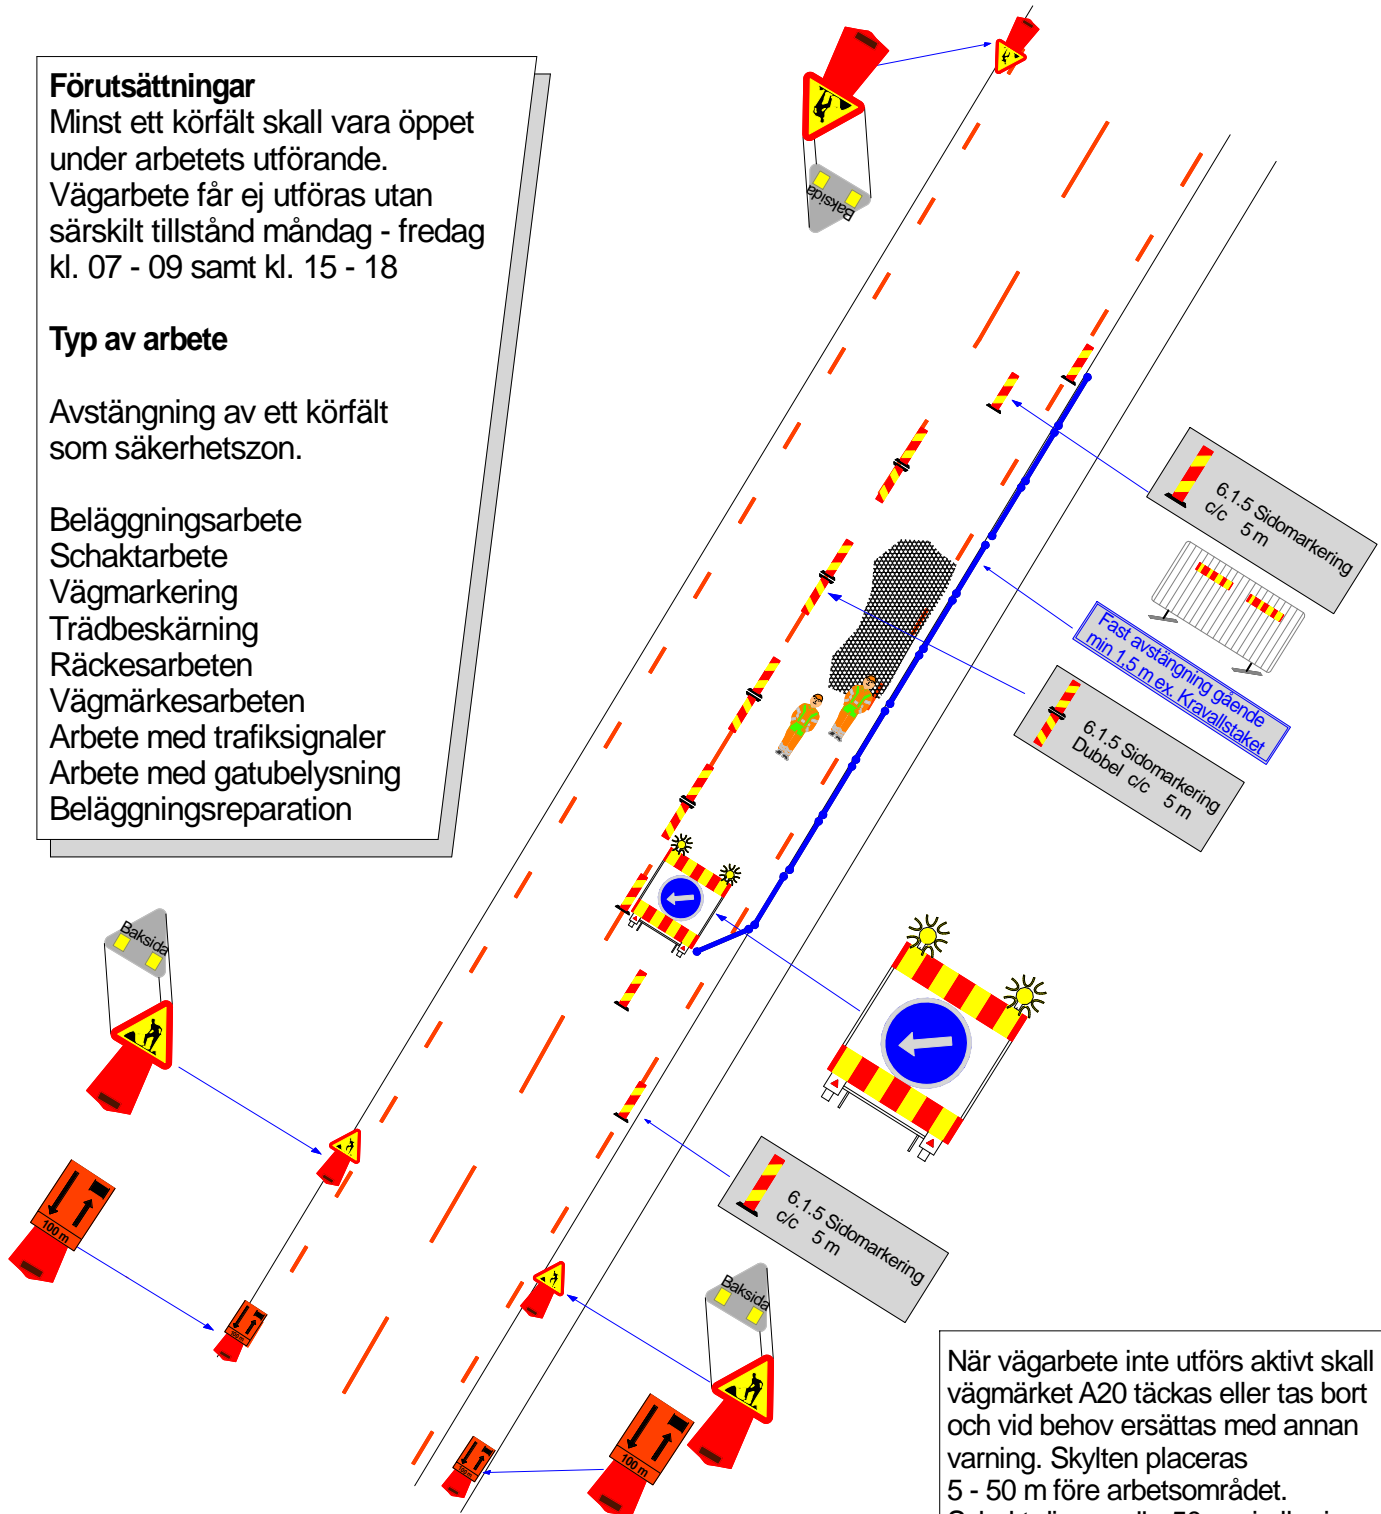 Förutsättningar
Minst ett körfält skall vara öppet
under arbetets utförande.
Vägarbete får ej utföras utan
särskilt tillstånd måndag - fredag
kl. 07 - 09 samt kl. 15 - 18
Typ av arbete
Avstängning av ett körfält
som säkerhetszon.
Beläggningsarbete
Schaktarbete
Vägmarkering
Trädbeskärning
Räckesarbeten
Vägmärkesarbeten
Arbete med trafiksignaler
Arbete med gatubelysning
Beläggningsreparation
Baksida
6.1.5 Sidomarkering
c/c 5 m
Fast avstängning gående
min 1,5 m ex. Kravallstaket
6.1.5 Sidomarkering
Dubbel c/c 5 m
Baksida
100 m
100 m
6.1.5 Sidomarkering
c/c 5 m
Baksida
100 m
100 m
När vägarbete inte utförs aktivt skall
vägmärket A20 täckas eller tas bort
och vid behov ersättas med annan
varning. Skylten placeras
5 - 50 m före arbetsområdet.